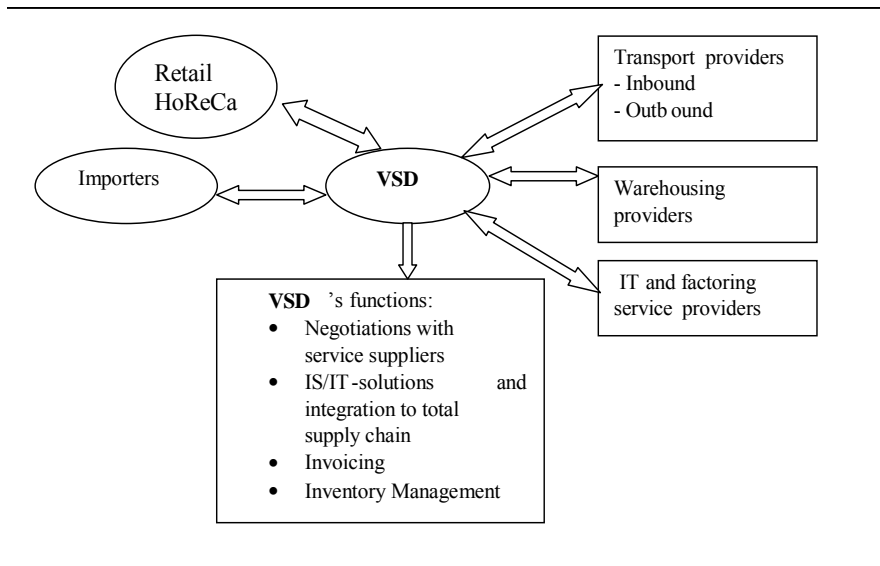 Retail
HoReCa
Importers
VSD
Transport providers
- Inbound
- Outb ound
Warehousing
providers
IT and factoring
service providers
VSD ’s functions:
• Negotiations with
service suppliers
• IS/IT -solutions and
integration to total
supply chain
• Invoicing
• Inventory Management